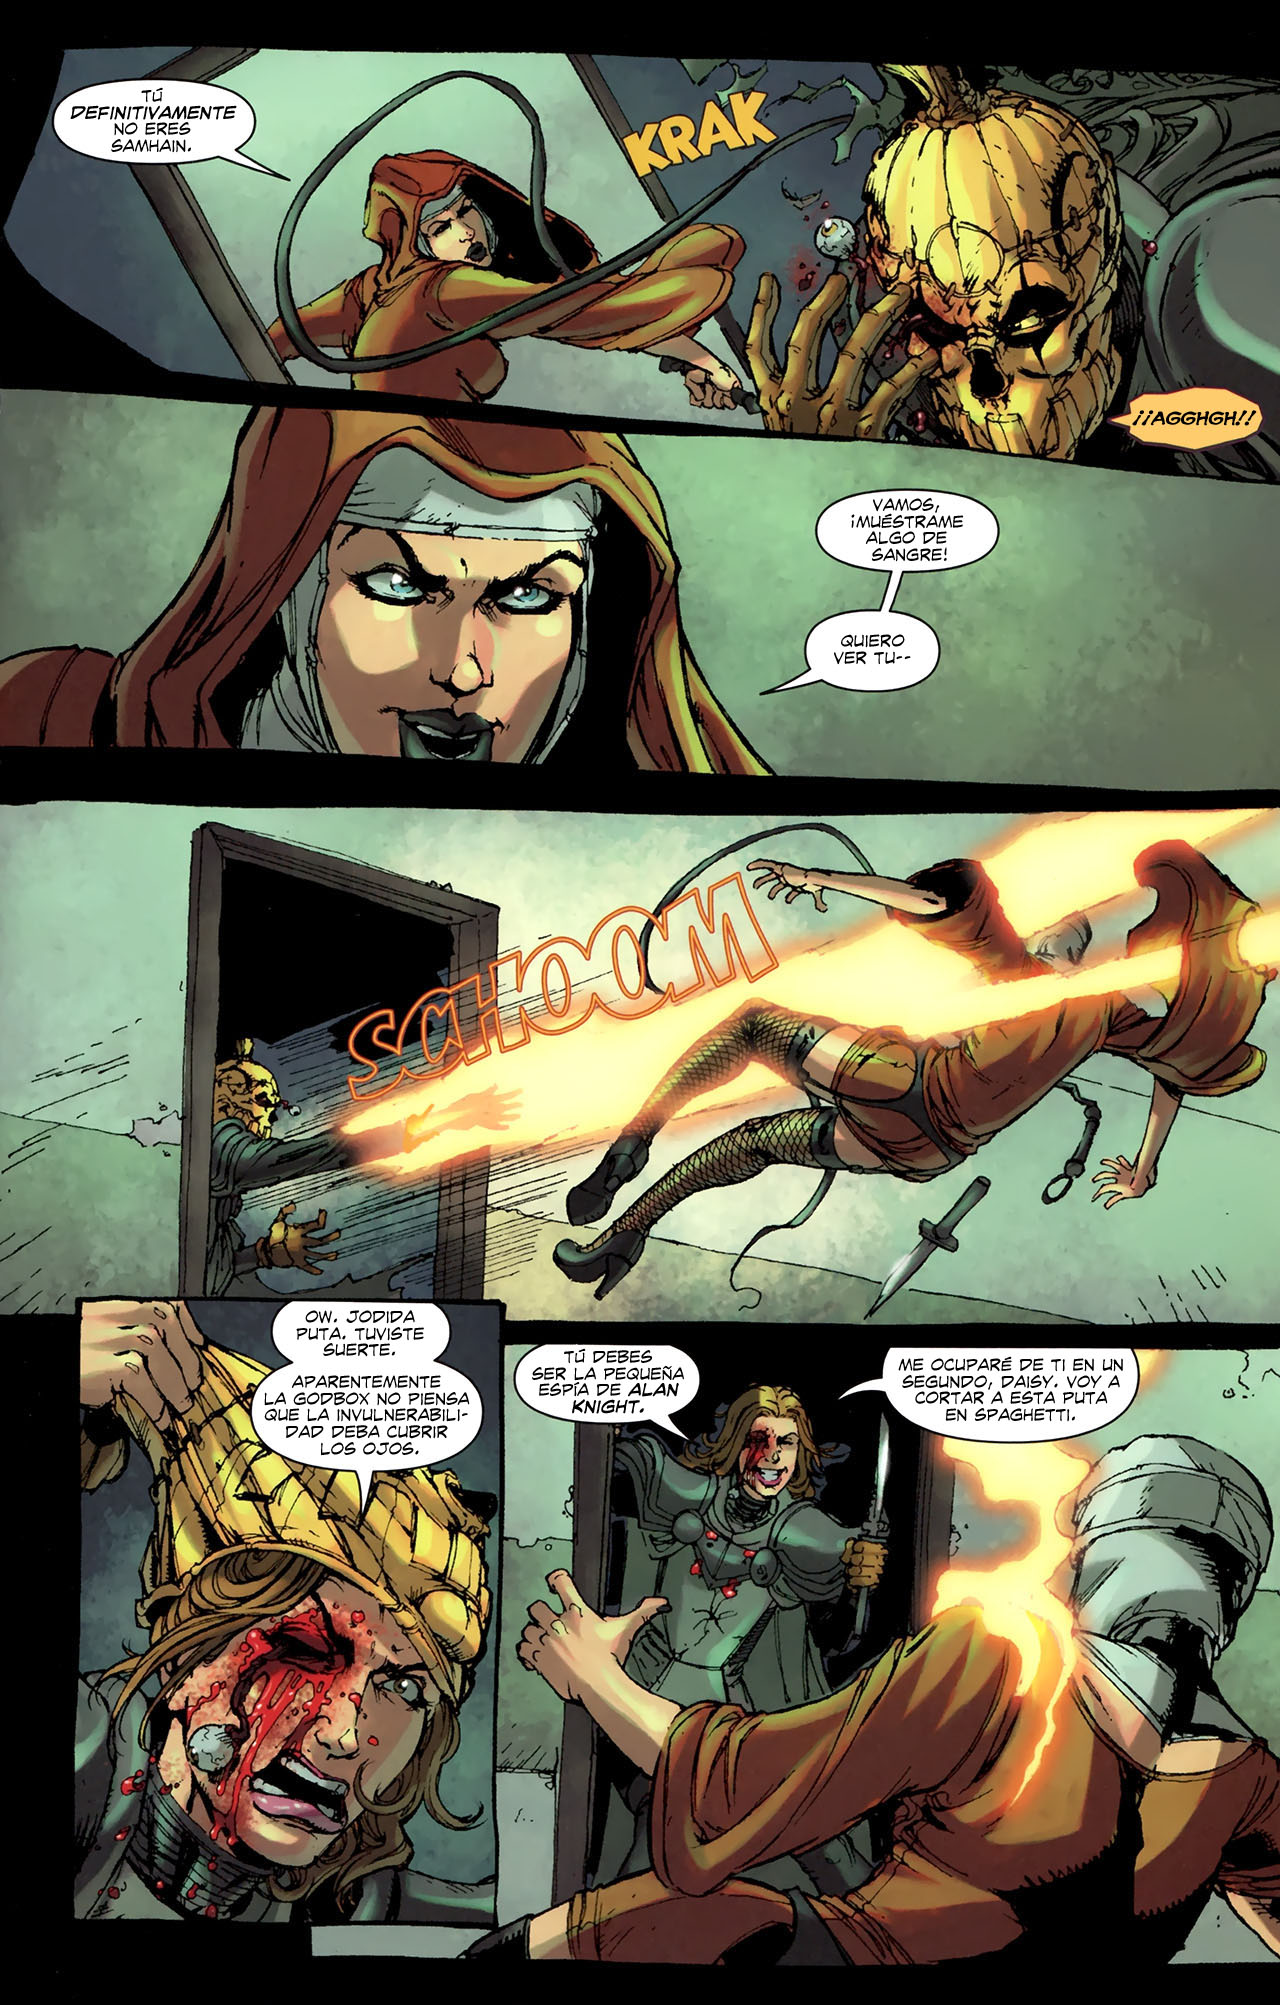 TÚ
DEFINITIVAMENTE
NO ERES
SAMHAIN.
KRAK
¡¡AGGHGH!!
VAMOS,
¡MUÉSTRAME
ALGO DE
SANGRE!
QUIERO
VER TU--
SCHOOM
OW. JODIDA
PUTA. TUVISTE
SUERTE.
APARENTEMENTE
LA GODBOX NO PIENSA
QUE LA INVULNERABILI-
DAD DEBA CUBRIR
LOS OJOS.
TÚ DEBES
SER LA PEQUEÑA
ESPÍA DE ALAN
KNIGHT.
ME OCUPARÉ DE TI EN UN
SEGUNDO, DAISY. VOY A
CORTAR A ESTA PUTA
EN SPAGHETTI.